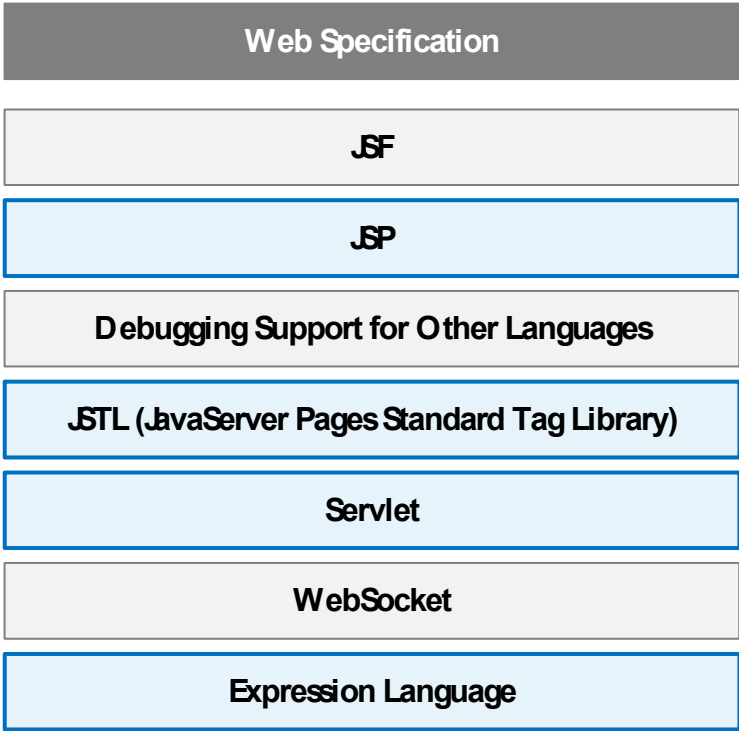 Web Specification
JSF
JSP
Debugging Support for Other Languages
JSTL (JavaServer Pages Standard Tag Library)
Servlet
WebSocket
Expression Language